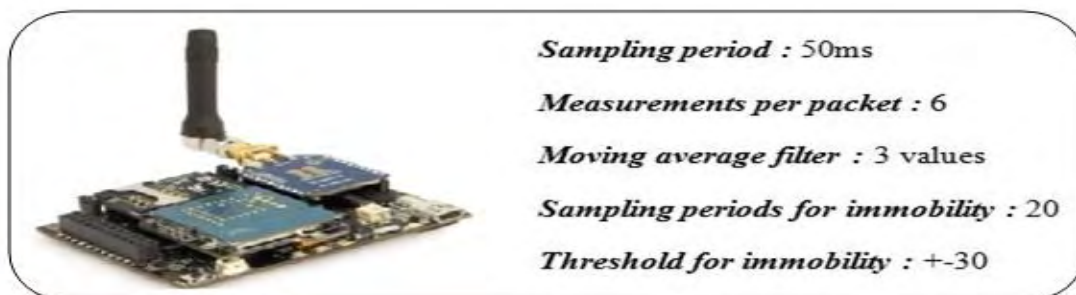 Sampling period : 50ms
Measurements per packet : 6
Moving average filter : 3 values
Sampling periods for immobility : 20
Threshold for immobility : +-30